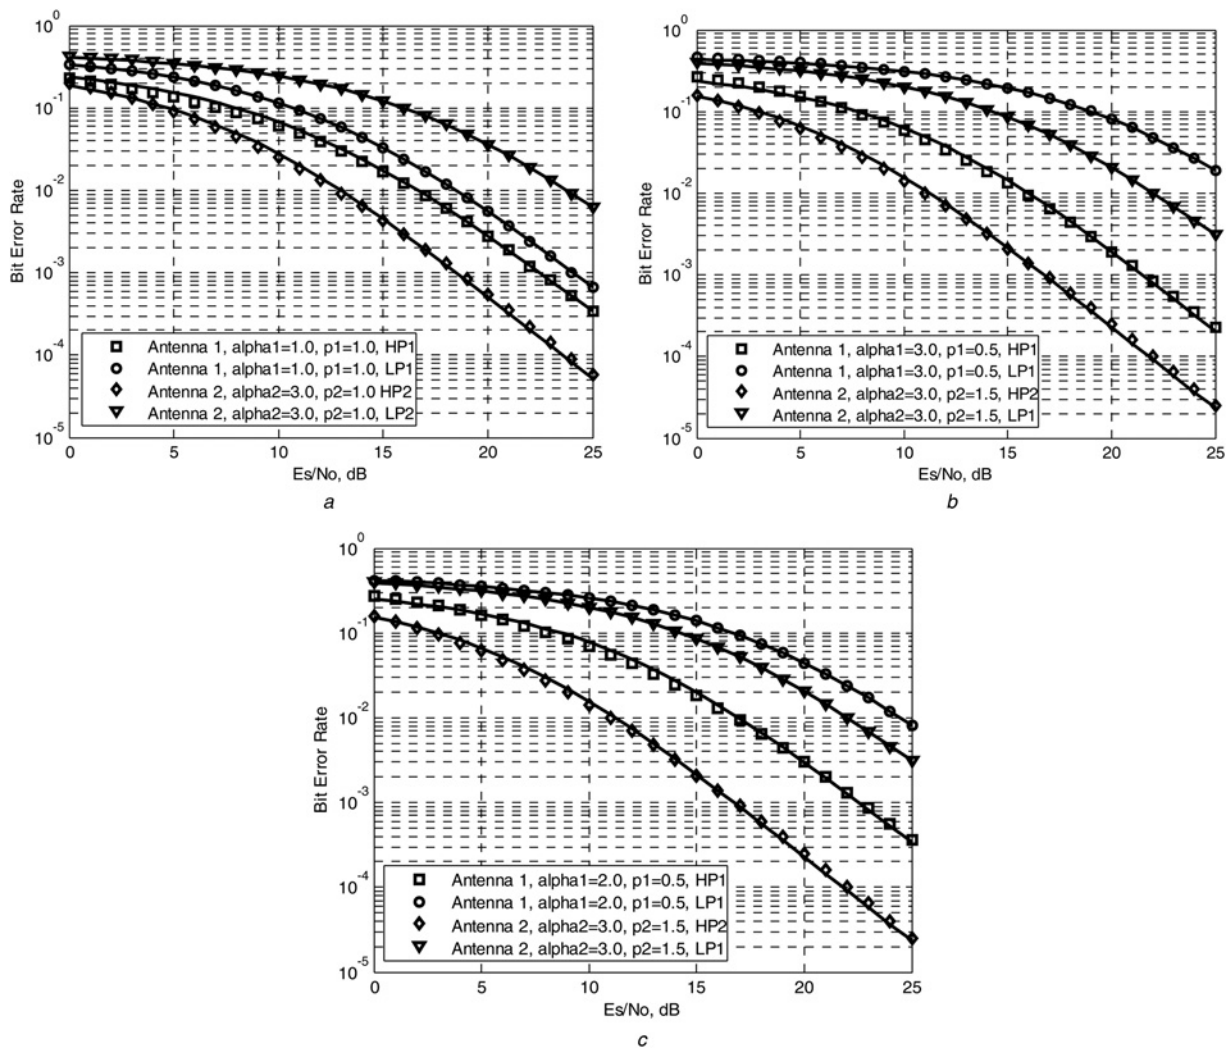 10^0
10^-1
10^-2
10^-3
10^-4
10^-5
Bit Error Rate
Antenna 1, alpha1=1.0, p1=1.0, HP1
Antenna 1, alpha1=1.0, p1=1.0, LP1
Antenna 2, alpha2=3.0, p2=1.0 HP2
Antenna 2, alpha2=3.0, p2=1.0, LP2
0 5 10 15 20 25
Es/No, dB
a
10^0
10^-1
10^-2
10^-3
10^-4
10^-5
Bit Error Rate
Antenna 1, alpha1=3.0, p1=0.5, HP1
Antenna 1, alpha1=3.0, p1=0.5, LP1
Antenna 2, alpha2=3.0, p2=1.5, HP2
Antenna 2, alpha2=3.0, p2=1.5, LP1
0 5 10 15 20 25
Es/No, dB
b
10^0
10^-1
10^-2
10^-3
10^-4
10^-5
Bit Error Rate
Antenna 1, alpha1=2.0, p1=0.5, HP1
Antenna 1, alpha1=2.0, p1=0.5, LP1
Antenna 2, alpha2=3.0, p2=1.5, HP2
Antenna 2, alpha2=3.0, p2=1.5, LP1
0 5 10 15 20 25
Es/No, dB
c